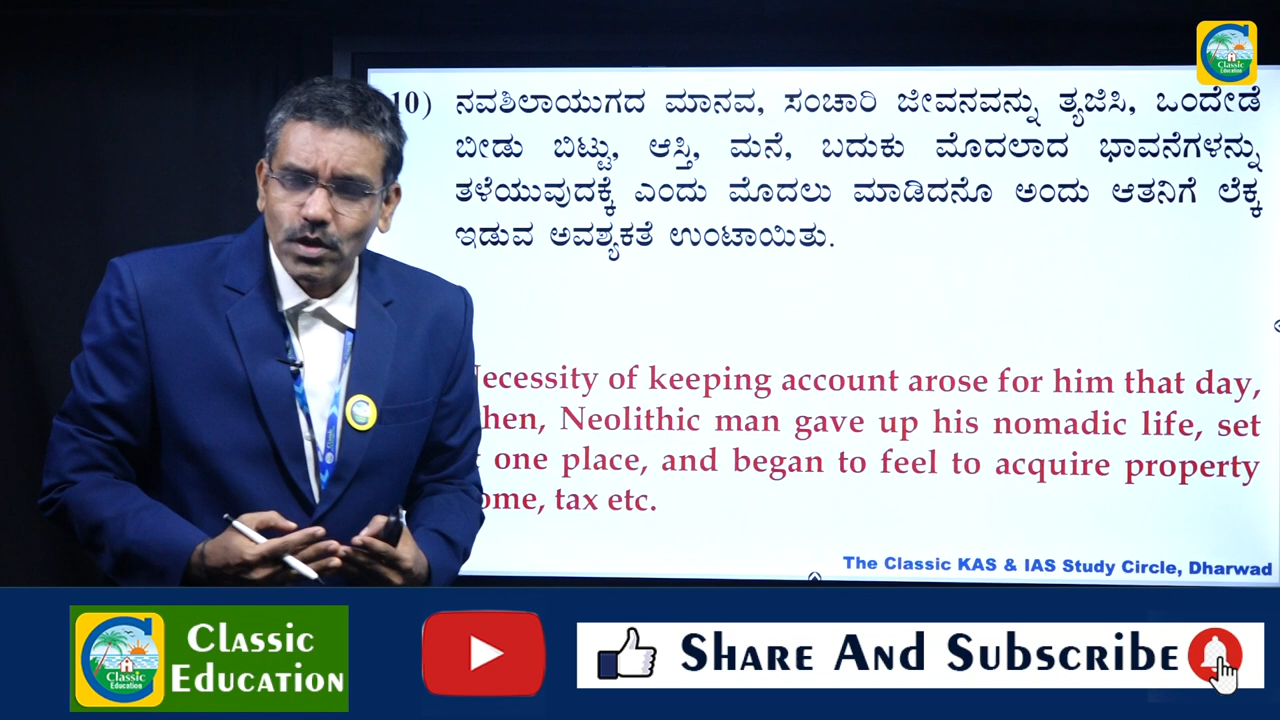 Classic
Education
10) ನವಶಿಲಾಯುಗದ ಮಾನವ, ಸಂಚಾರಿ ಜೀವನವನ್ನು ತ್ಯಜಿಸಿ, ಒಂದೇಡೆ
ಬೀಡು ಬಿಟ್ಟು, ಆಸ್ತಿ, ಮನೆ, ಬದುಕು ಮೊದಲಾದ ಭಾವನೆಗಳನ್ನು
ತಳೆಯುವುದಕ್ಕೆ ಎಂದು ಮೊದಲು ಮಾಡಿದನೊ ಅಂದು ಆತನಿಗೆ ಲೆಕ್ಕ
ಇಡುವ ಅವಶ್ಯಕತೆ ಉಂಟಾಯಿತು.
ecessity of keeping account arose for him that day,
hen, Neolithic man gave up his nomadic life, set
one place, and began to feel to acquire property
ome, tax etc.
The Classic KAS & IAS Study Circle, Dharwad
Classic
Education
Classic
Education
Share And Subscribe